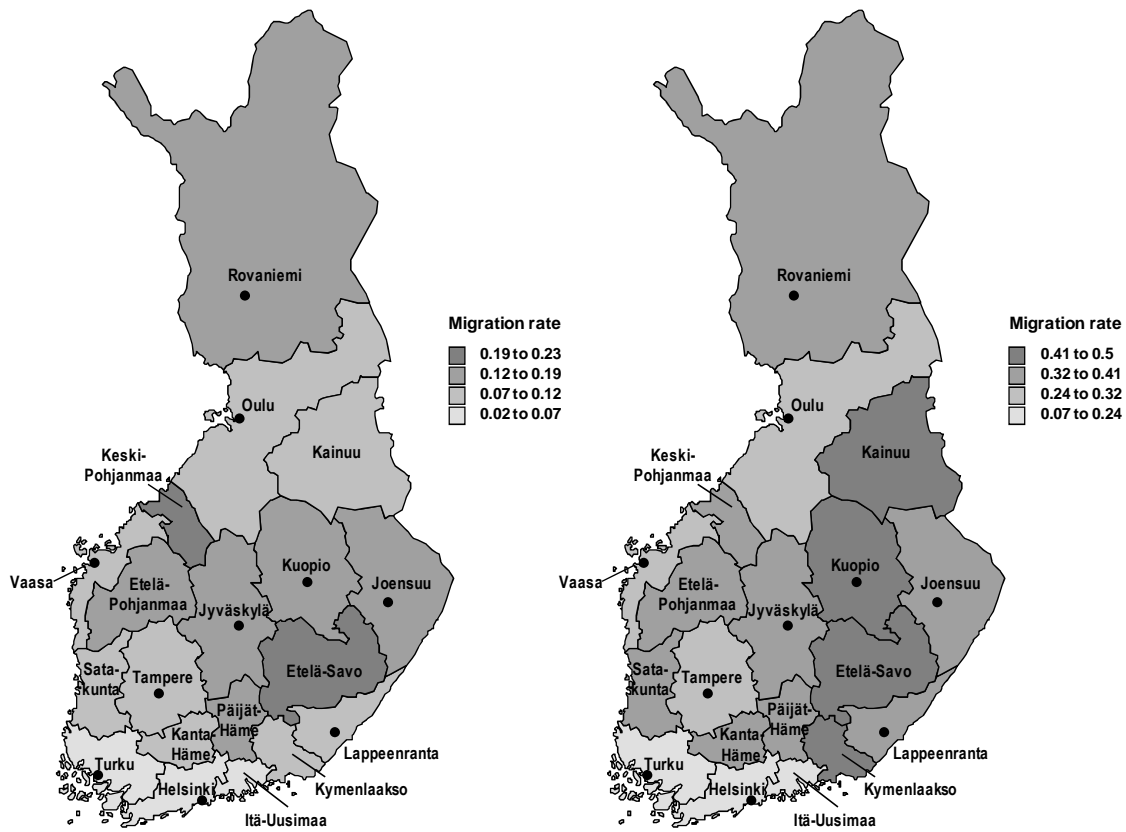 Rovaniemi
Migration rate
0.19 to 0.23
0.12 to 0.19
0.07 to 0.12
0.02 to 0.07
Oulu
Kainuu
Keski-
Pohjanmaa
Vaasa
Etelä-
Pohjanmaa
Kuopio
Joensuu
Jyväskylä
Sata-
skunta
Tampere
Etelä-Savo
Päijät-
Häme
Kanta-
Häme
Lappeenranta
Turku
Helsinki
Kymenlaakso
Itä-Uusimaa
Rovaniemi
Migration rate
0.41 to 0.5
0.32 to 0.41
0.24 to 0.32
0.07 to 0.24
Oulu
Kainuu
Keski-
Pohjanmaa
Vaasa
Etelä-
Pohjanmaa
Kuopio
Joensuu
Jyväskylä
Sata-
skunta
Tampere
Etelä-Savo
Päijät-
Häme
Kanta-
Häme
Lappeenranta
Turku
Helsinki
Kymenlaakso
Itä-Uusimaa